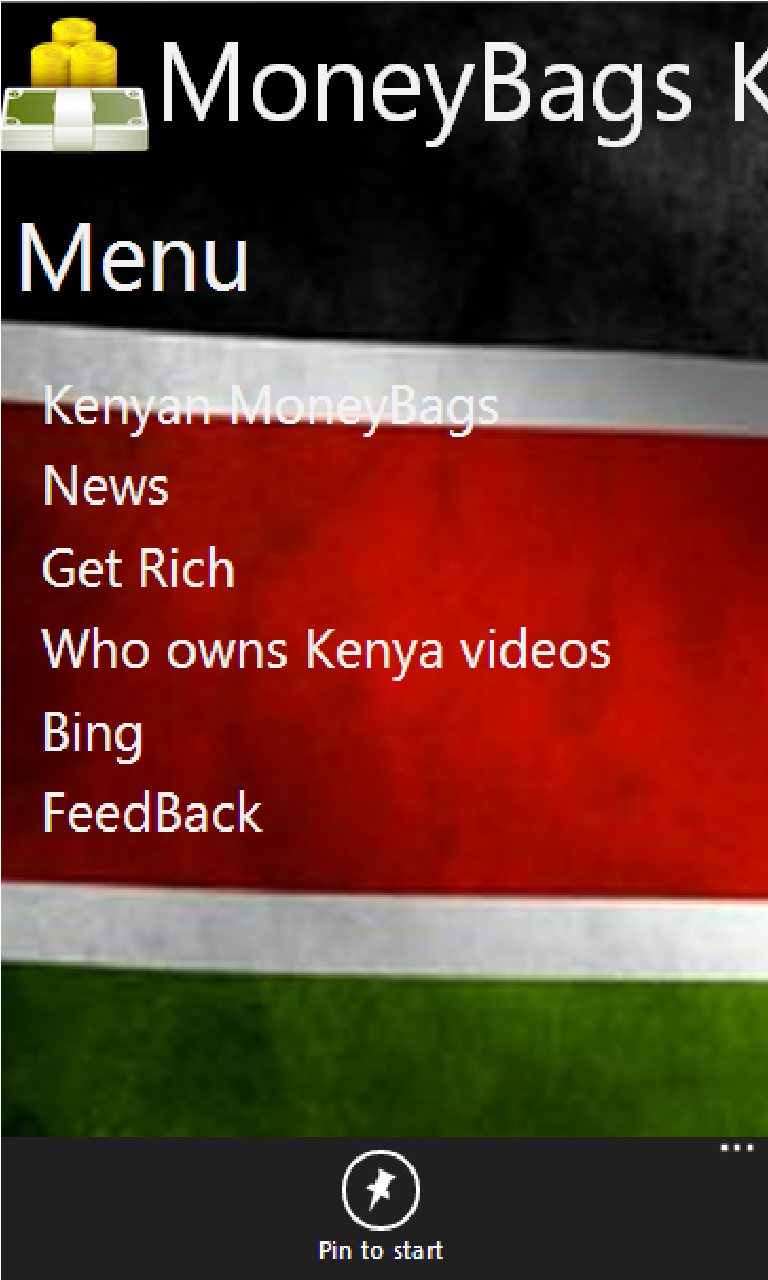 MoneyBags K
Menu
Kenyan MoneyBags
News
Get Rich
Who owns Kenya videos
Bing
FeedBack
Pin to start